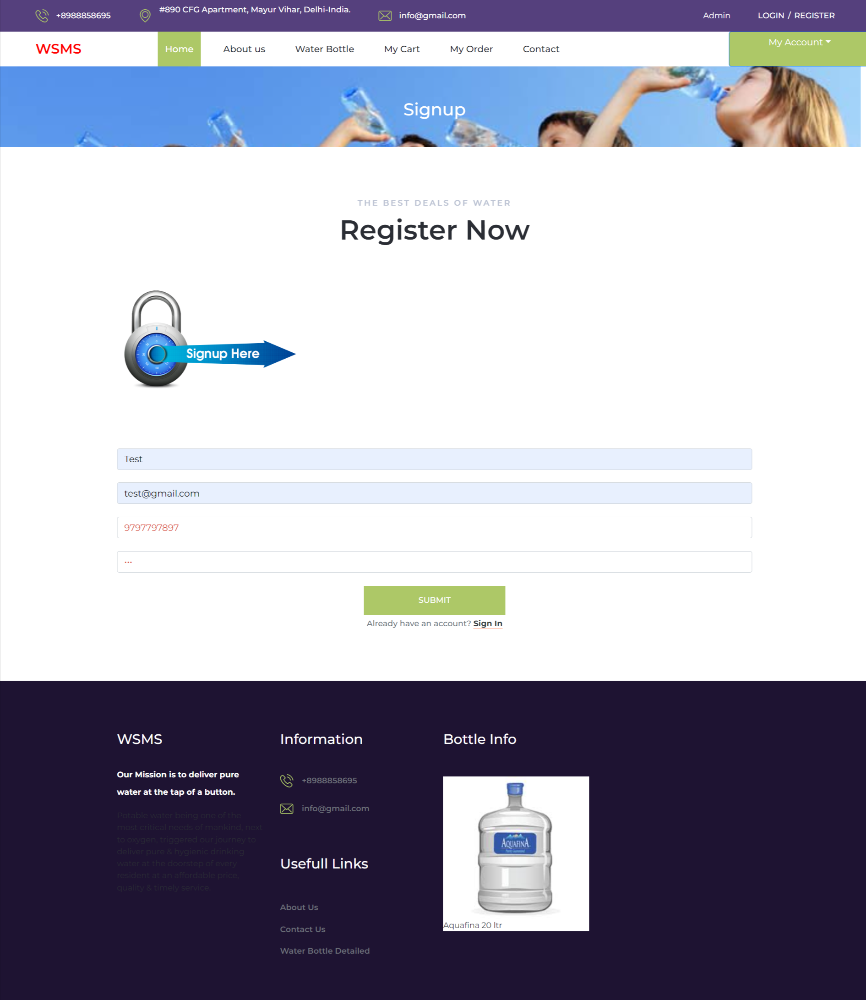 +8988858695
#890 CFG Apartment, Mayur Vihar, Delhi-India.
info@gmail.com
Admin
LOGIN / REGISTER
WSMS
Home
About us
Water Bottle
My Cart
My Order
Contact
My Account
Signup
THE BEST DEALS OF WATER
Register Now
Signup Here
Test
test@gmail.com
9797797897
...
SUBMIT
Already have an account? Sign In
WSMS
Our Mission is to deliver pure
water at the tap of a button.
Potable water being one of the
most critical needs of mankind, next
to oxygen, triggered our journey to
deliver pure & hygienic drinking
water at the doorstep of every
resident at an affordable price,
quality & timely service.
Information
+8988858695
info@gmail.com
Usefull Links
About Us
Contact Us
Water Bottle Detailed
Bottle Info
AQUAFINA
Aquafina 20 ltr